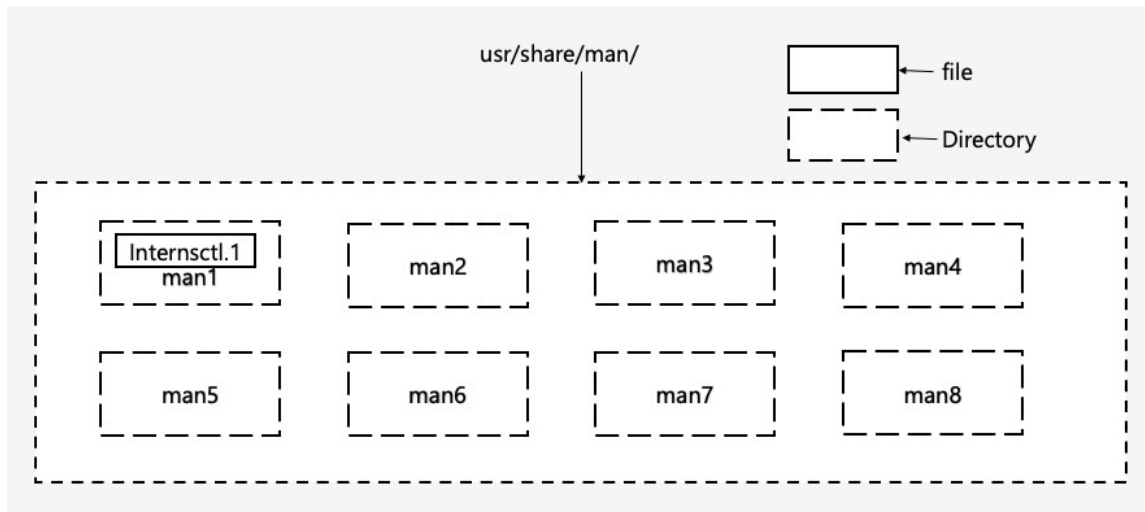 usr/share/man/
file
Directory
Internsctl.1
man1
man2
man3
man4
man5
man6
man7
man8